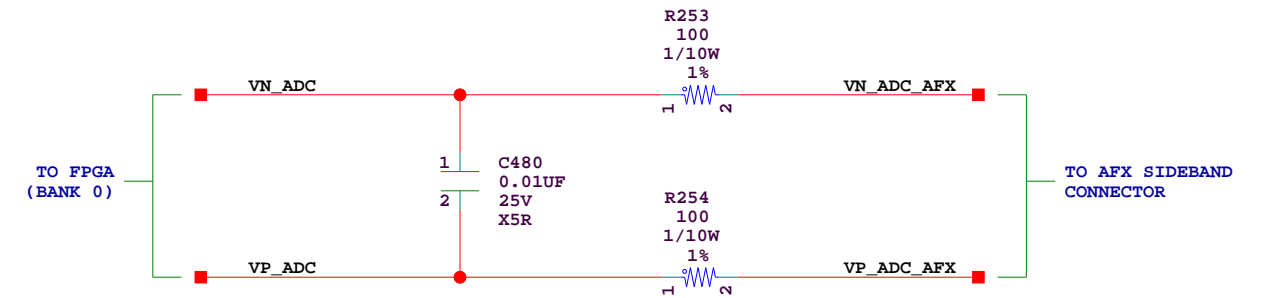 R253
100
1/10W
1%
VN_ADC
VN_ADC_AFX
1
2
TO FPGA
(BANK 0)
1
2
C480
0.01UF
25V
X5R
TO AFX SIDEBAND
CONNECTOR
R254
100
1/10W
1%
VP_ADC
VP_ADC_AFX
1
2